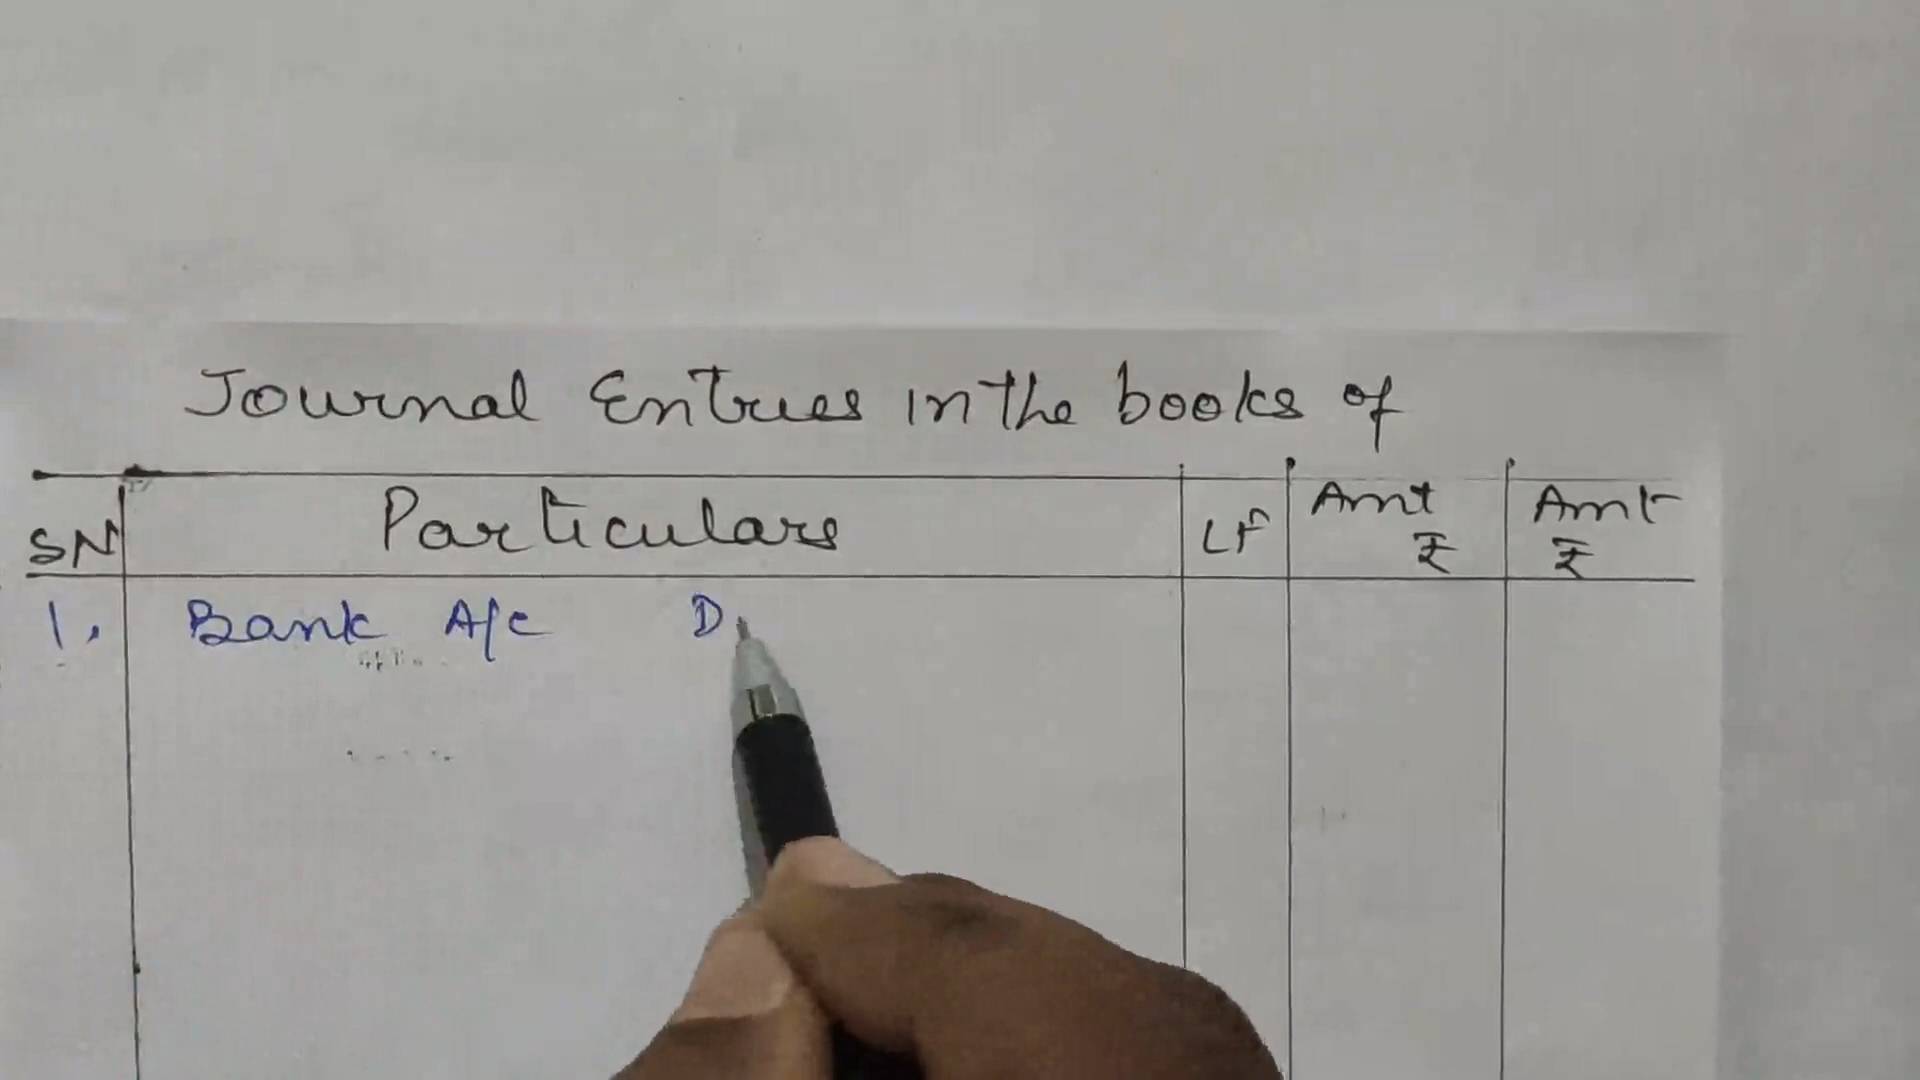 Journal Entries in the books of
SN Particulars LF Amt ₹ Amt ₹
1. Bank A/c D